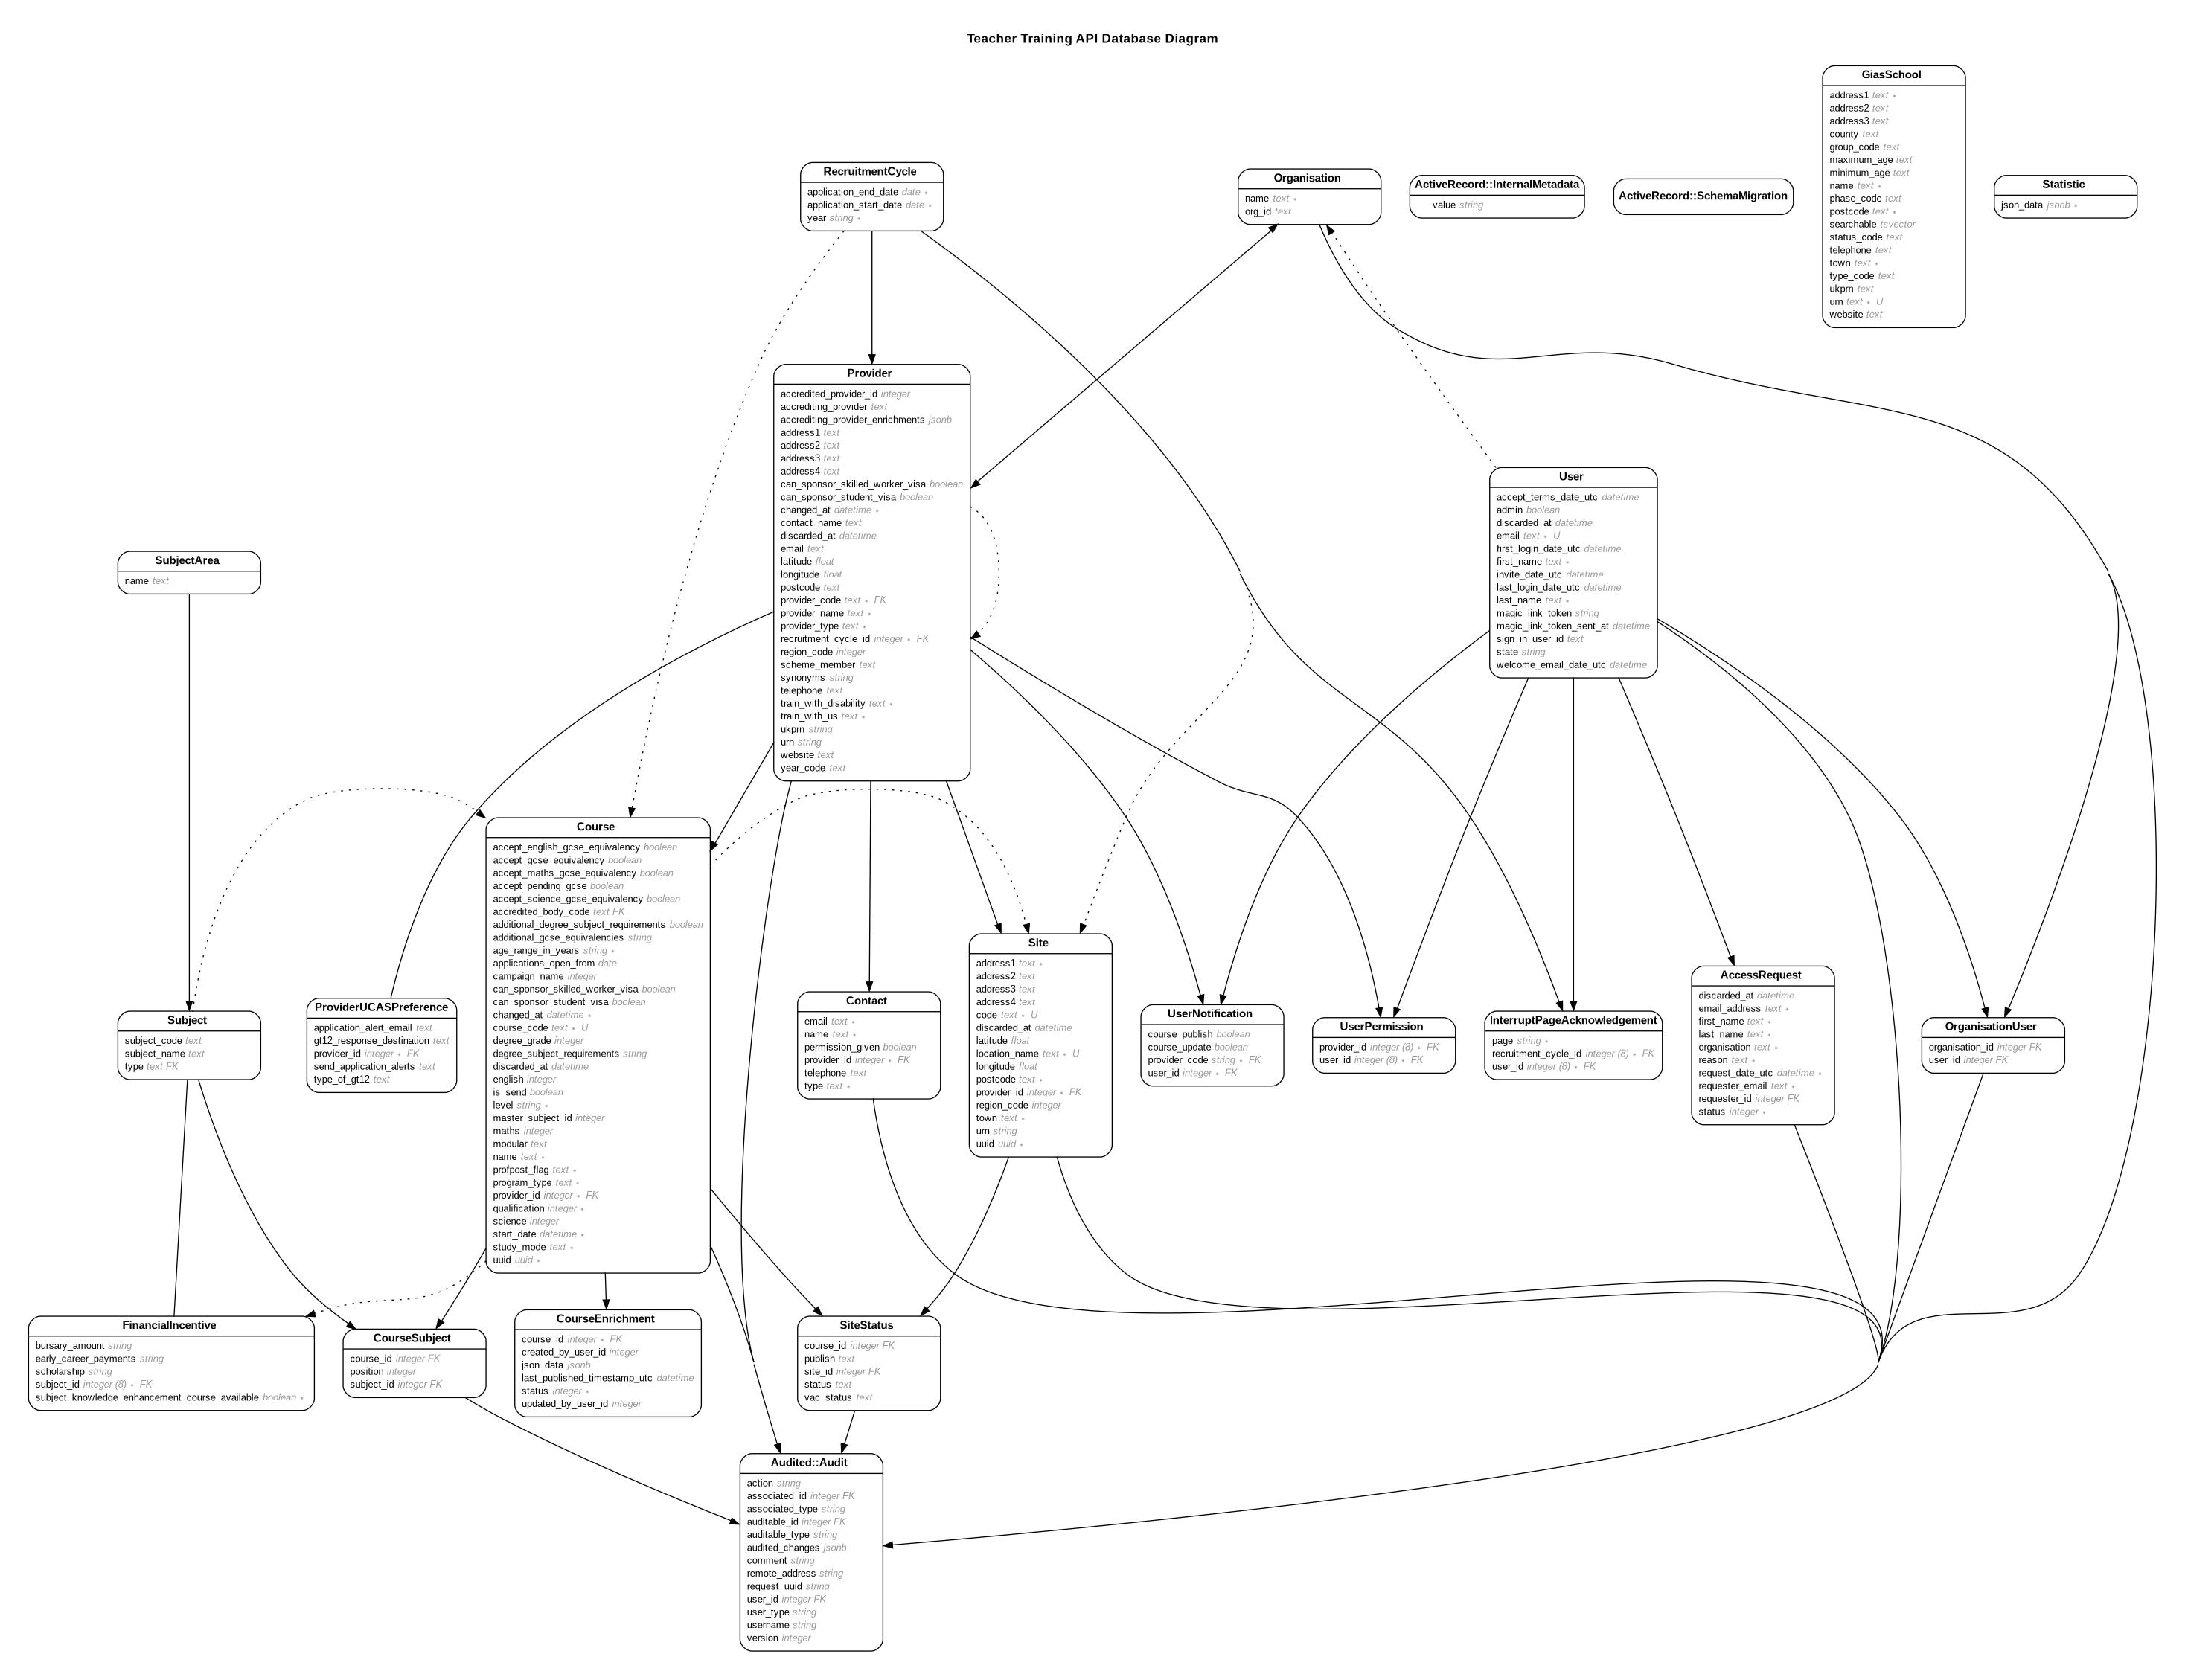 Teacher Training API Database Diagram
GiasSchool
address1 text ∗
address2 text
address3 text
county text
group_code text
maximum_age text
minimum_age text
name text ∗
phase_code text
postcode text ∗
searchable tsvector
status_code text
telephone text
town text ∗
type_code text
ukprn text
urn text ∗ U
website text
RecruitmentCycle
application_end_date date ∗
application_start_date date ∗
year string ∗
Organisation
name text ∗
org_id text
ActiveRecord::InternalMetadata
value string
ActiveRecord::SchemaMigration
Statistic
json_data jsonb ∗
Provider
accredited_provider_id integer
accrediting_provider text
accrediting_provider_enrichments jsonb
address1 text
address2 text
address3 text
address4 text
can_sponsor_skilled_worker_visa boolean
can_sponsor_student_visa boolean
changed_at datetime ∗
contact_name text
discarded_at datetime
email text
latitude float
longitude float
postcode text
provider_code text ∗ FK
provider_name text ∗
provider_type text ∗
recruitment_cycle_id integer ∗ FK
region_code integer
scheme_member text
synonyms string
telephone text
train_with_disability text ∗
train_with_us text ∗
ukprn string
urn string
website text
year_code text
User
accept_terms_date_utc datetime
admin boolean
discarded_at datetime
email text ∗ U
first_login_date_utc datetime
first_name text ∗
invite_date_utc datetime
last_login_date_utc datetime
last_name text ∗
magic_link_token string
magic_link_token_sent_at datetime
sign_in_user_id text
state string
welcome_email_date_utc datetime
SubjectArea
name text
Course
accept_english_gcse_equivalency boolean
accept_gcse_equivalency boolean
accept_maths_gcse_equivalency boolean
accept_pending_gcse boolean
accept_science_gcse_equivalency boolean
accredited_body_code text FK
additional_degree_subject_requirements boolean
additional_gcse_equivalencies string
age_range_in_years string ∗
applications_open_from date
campaign_name integer
can_sponsor_skilled_worker_visa boolean
can_sponsor_student_visa boolean
changed_at datetime ∗
course_code text ∗ U
degree_grade integer
degree_subject_requirements string
discarded_at datetime
english integer
is_send boolean
level string ∗
master_subject_id integer
maths integer
modular text
name text ∗
profpost_flag text ∗
program_type text ∗
provider_id integer ∗ FK
qualification integer ∗
science integer
start_date datetime ∗
study_mode text ∗
uuid uuid ∗
Subject
subject_code text
subject_name text
type text FK
ProviderUCASPreference
application_alert_email text
gt12_response_destination text
provider_id integer ∗ FK
send_application_alerts text
type_of_gt12 text
Contact
email text ∗
name text ∗
permission_given boolean
provider_id integer ∗ FK
telephone text
type text ∗
Site
address1 text ∗
address2 text
address3 text
address4 text
code text ∗ U
discarded_at datetime
latitude float
location_name text ∗ U
longitude float
postcode text ∗
provider_id integer ∗ FK
region_code integer
town text ∗
urn string
uuid uuid ∗
UserNotification
course_publish boolean
course_update boolean
provider_code string ∗ FK
user_id integer ∗ FK
UserPermission
provider_id integer (8) ∗ FK
user_id integer (8) ∗ FK
InterruptPageAcknowledgement
page string ∗
recruitment_cycle_id integer (8) ∗ FK
user_id integer (8) ∗ FK
AccessRequest
discarded_at datetime
email_address text ∗
first_name text ∗
last_name text ∗
organisation text ∗
reason text ∗
request_date_utc datetime ∗
requester_email text ∗
requester_id integer FK
status integer ∗
OrganisationUser
organisation_id integer FK
user_id integer FK
FinancialIncentive
bursary_amount string
early_career_payments string
scholarship string
subject_id integer (8) ∗ FK
subject_knowledge_enhancement_course_available boolean ∗
CourseSubject
course_id integer FK
position integer
subject_id integer FK
CourseEnrichment
course_id integer ∗ FK
created_by_user_id integer
json_data jsonb
last_published_timestamp_utc datetime
status integer ∗
updated_by_user_id integer
SiteStatus
course_id integer FK
publish text
site_id integer FK
status text
vac_status text
Audited::Audit
action string
associated_id integer FK
associated_type string
auditable_id integer FK
auditable_type string
audited_changes jsonb
comment string
remote_address string
request_uuid string
user_id integer FK
user_type string
username string
version integer